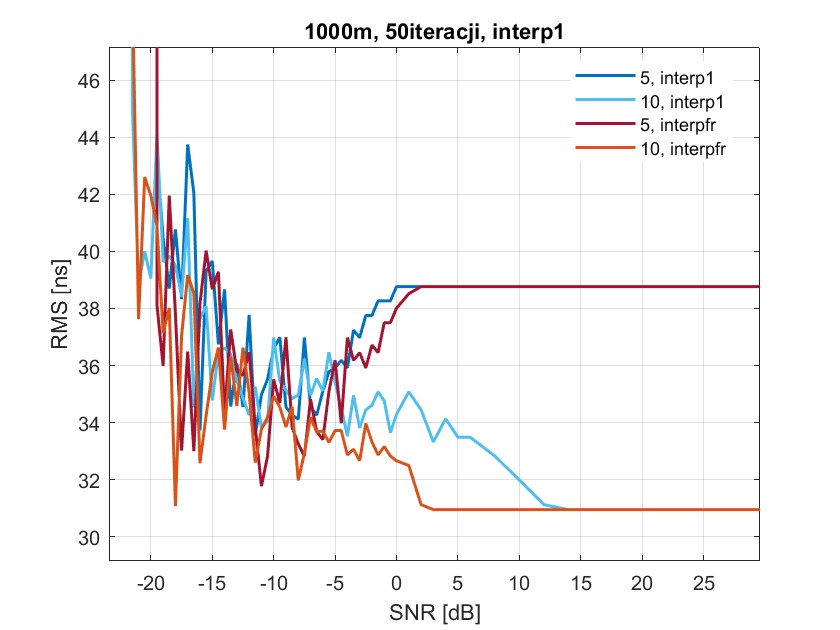 1000m, 50iteracji, interp1
5, interp1
10, interp1
5, interpfr
10, interpfr
46
44
42
40
38
36
34
32
30
RMS [ns]
-20 -15 -10 -5 0 5 10 15 20 25
SNR [dB]